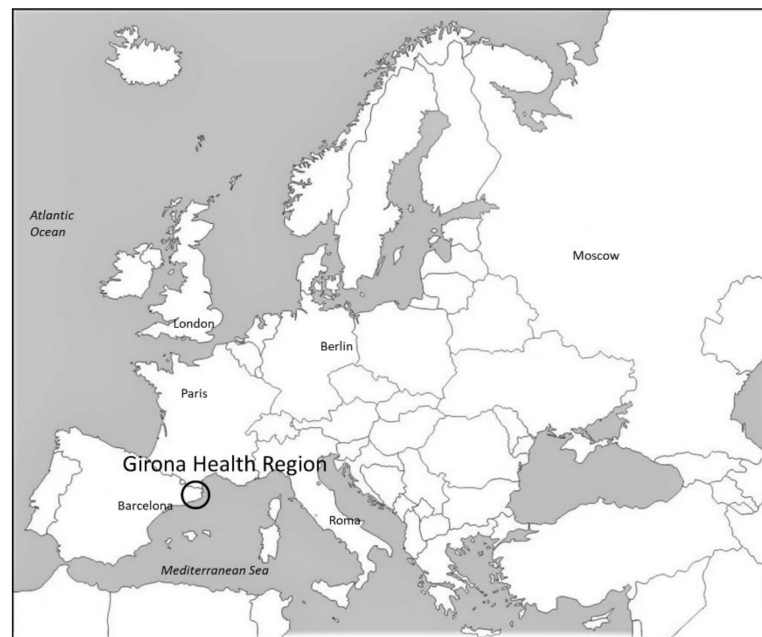 Atlantic
Ocean
Moscow
London
Berlin
Paris
Girona Health Region
Barcelona
Roma
Mediterranean Sea